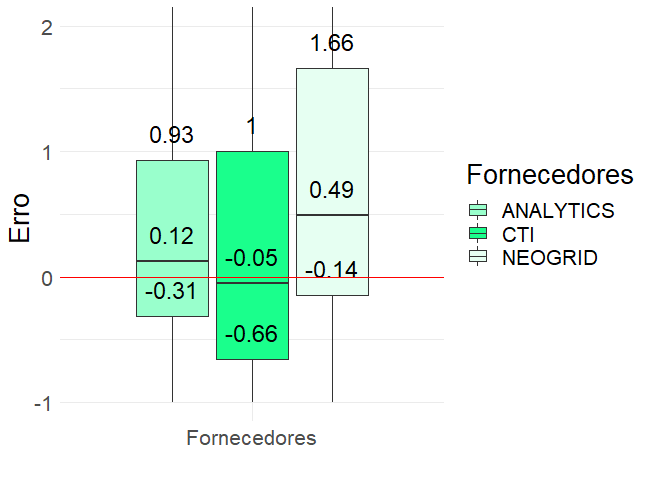 2
1
0
-1
Erro
0.93
0.12
-0.31
1
-0.05
-0.66
1.66
0.49
-0.14
Fornecedores
Fornecedores
ANALYTICS
CTI
NEOGRID